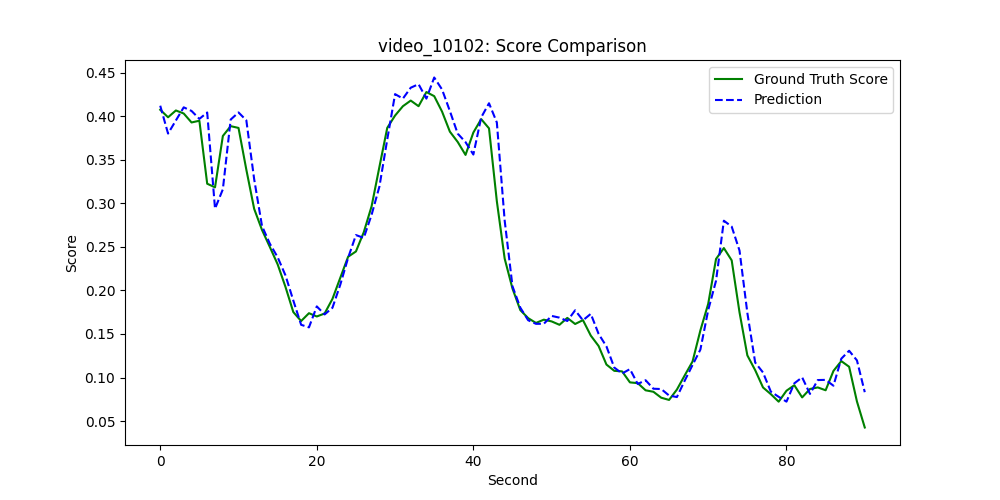 video_10102: Score Comparison
Ground Truth Score
Prediction
0.45
0.40
0.35
0.30
0.25
0.20
0.15
0.10
0.05
Score
0 20 40 60 80
Second